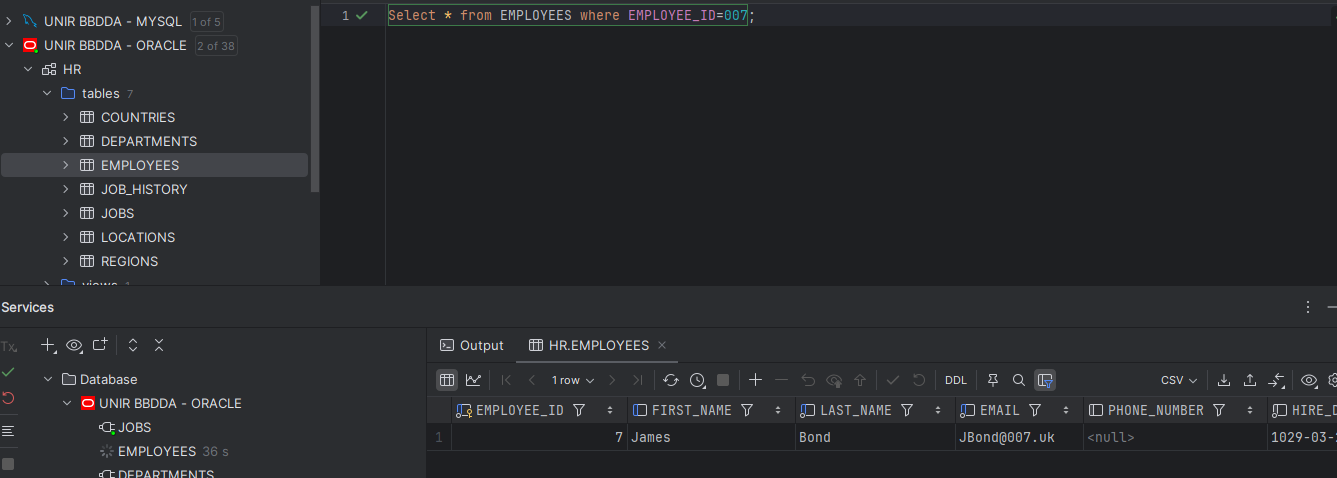 UNIR BBDDA - MYSQL 1 of 5
UNIR BBDDA - ORACLE 2 of 38
HR
tables 7
COUNTRIES
DEPARTMENTS
EMPLOYEES
JOB_HISTORY
JOBS
LOCATIONS
REGIONS
views 1
1 Select * from EMPLOYEES where EMPLOYEE_ID=007;
Services
Tx
Database
UNIR BBDDA - ORACLE
JOBS
EMPLOYEES 36 s
DEPARTMENTS
Output HR.EMPLOYEES
1 row DDL CSV
EMPLOYEE_ID FIRST_NAME LAST_NAME EMAIL PHONE_NUMBER HIRE_D
1 7 James Bond JBond@007.uk <null> 1029-03-